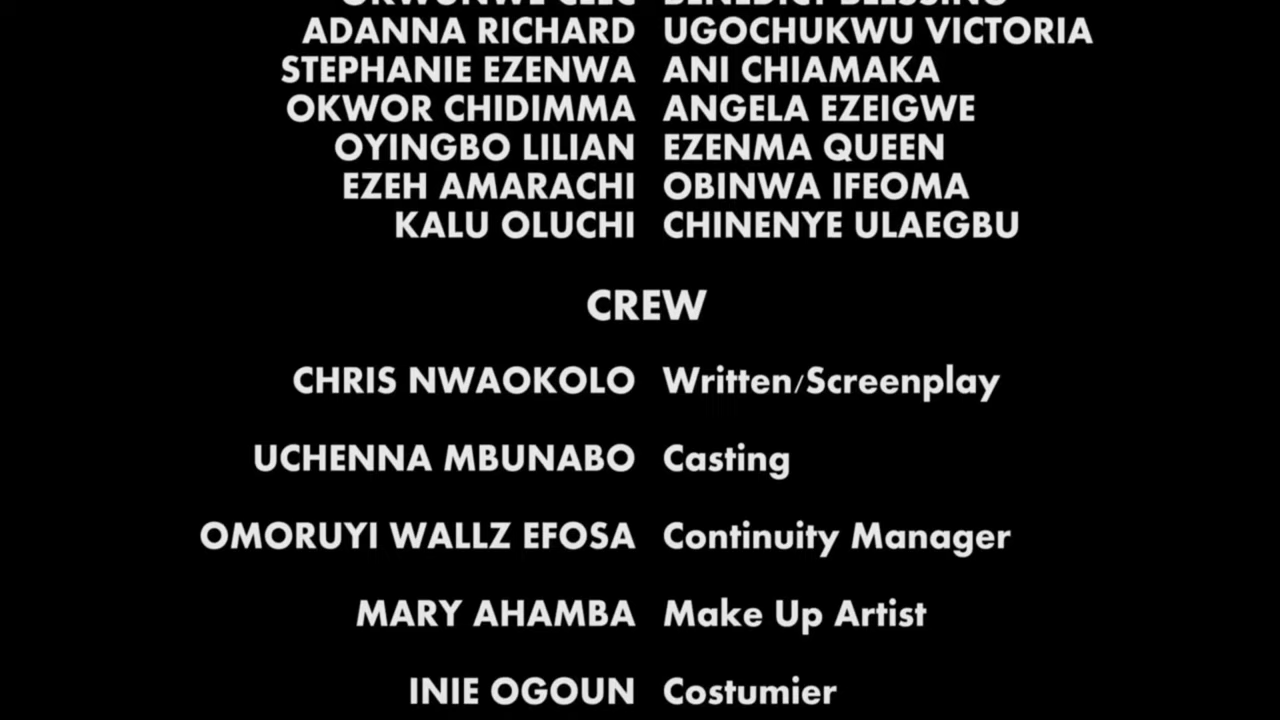 ADANNA RICHARD UGOCHUKWU VICTORIA
STEPHANIE EZENWA ANI CHIAMAKA
OKWOR CHIDIMMA ANGELA EZEIGWE
OYINGBO LILIAN EZENMA QUEEN
EZEH AMARACHI OBINWA IFEOMA
KALU OLUCHI CHINENYE ULAEGBU
CREW
CHRIS NWAOKOLO Written/Screenplay
UCHENNA MBUNABO Casting
OMORUYI WALLZ EFOSA Continuity Manager
MARY AHAMBA Make Up Artist
INIE OGOUN Costumier